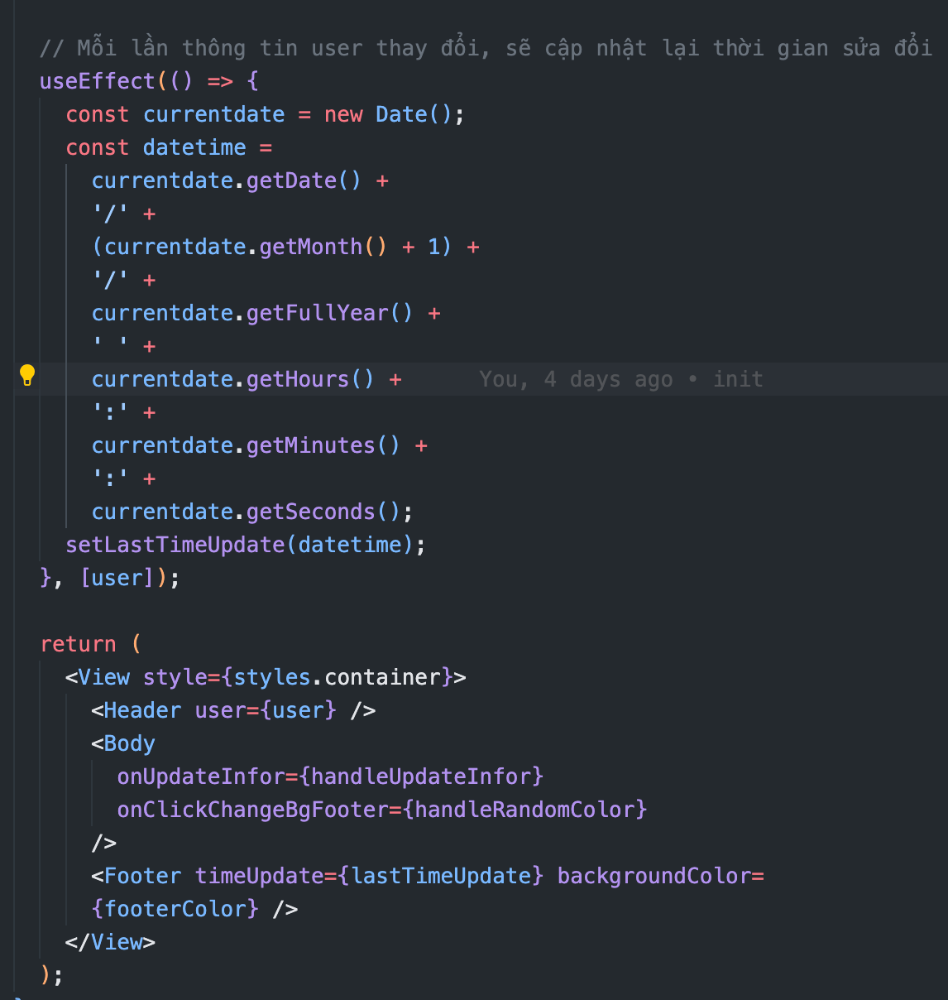 // Mỗi lần thông tin user thay đổi, sẽ cập nhật lại thời gian sửa đổi
useEffect(() => {
const currentdate = new Date();
const datetime =
currentdate.getDate() +
'/' +
(currentdate.getMonth() + 1) +
'/' +
currentdate.getFullYear() +
' ' +
currentdate.getHours() + You, 4 days ago • init
':' +
currentdate.getMinutes() +
':' +
currentdate.getSeconds();
setLastTimeUpdate(datetime);
}, [user]);
return (
<View style={styles.container}>
<Header user={user} />
<Body
onUpdateInfor={handleUpdateInfor}
onClickChangeBgFooter={handleRandomColor}
/>
<Footer timeUpdate={lastTimeUpdate} backgroundColor=
{footerColor} />
</View>
);